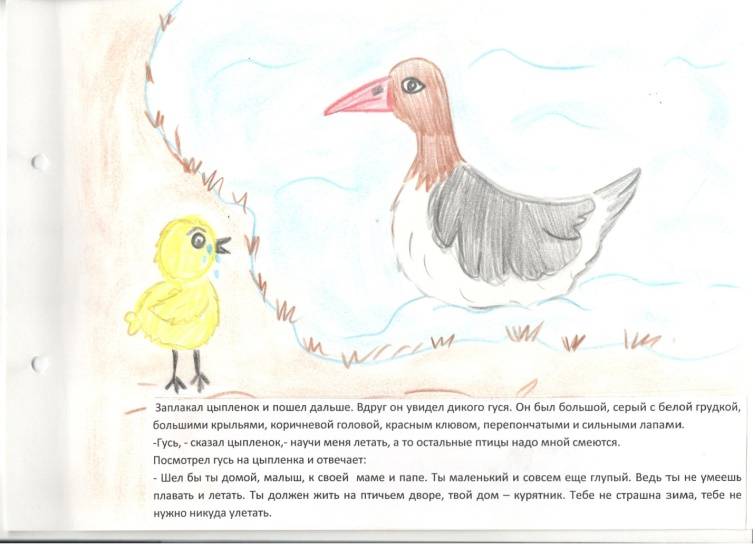 Заплакал цыпленок и пошел дальше. Вдруг он увидел дикого гуся. Он был большой, серый с белой грудкой,
большими крыльями, коричневой головой, красным клювом, перепончатыми и сильными лапами.
-Гусь, - сказал цыпленок,- научи меня летать, а то остальные птицы надо мной смеются.
Посмотрел гусь на цыпленка и отвечает:
- Шел бы ты домой, малыш, к своей маме и папе. Ты маленький и совсем еще глупый. Ведь ты не умеешь
плавать и летать. Ты должен жить на птичьем дворе, твой дом – курятник. Тебе не страшна зима, тебе не
нужно никуда улетать.